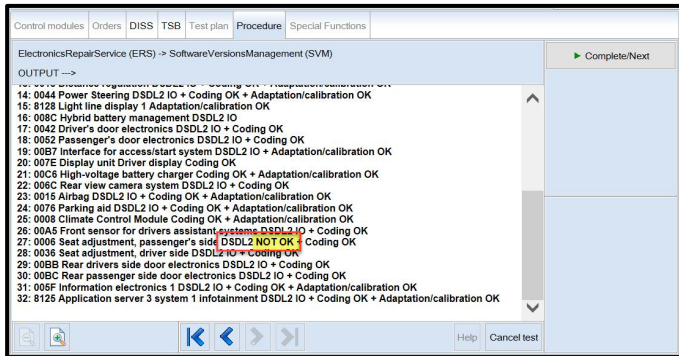 Control modules Orders DISS TSB Test plan Procedure Special Functions
ElectronicsRepairService (ERS) -> SoftwareVersionsManagement (SVM)
OUTPUT --->
Complete/Next
14: 0044 Power Steering DSDL2 IO + Coding OK + Adaptation/calibration OK
15: 8128 Light line display 1 Adaptation/calibration OK
16: 008C Hybrid battery management DSDL2 IO
17: 0042 Driver's door electronics DSDL2 IO + Coding OK
18: 0052 Passenger's door electronics DSDL2 IO + Coding OK
19: 00B7 Interface for access/start system DSDL2 IO + Adaptation/calibration OK
20: 007E Display unit Driver display Coding OK
21: 00C6 High-voltage battery charger Coding OK + Adaptation/calibration OK
22: 006C Rear view camera system DSDL2 IO + Coding OK
23: 0015 Airbag DSDL2 IO + Coding OK + Adaptation/calibration OK
24: 0076 Parking aid DSDL2 IO + Coding OK + Adaptation/calibration OK
25: 0008 Climate Control Module Coding OK + Adaptation/calibration OK
26: 00A5 Front sensor for drivers assistant systems DSDL2 IO + Coding OK
27: 0006 Seat adjustment, passenger's side DSDL2 NOT OK + Coding OK
28: 0036 Seat adjustment, driver side DSDL2 IO + Coding OK
29: 00BB Rear drivers side door electronics DSDL2 IO + Coding OK
30: 00BC Rear passenger side door electronics DSDL2 IO + Coding OK
31: 005F Information electronics 1 DSDL2 IO + Coding OK + Adaptation/calibration OK
32: 8125 Application server 3 system 1 infotainment DSDL2 IO + Coding OK + Adaptation/calibration OK
Help Cancel test